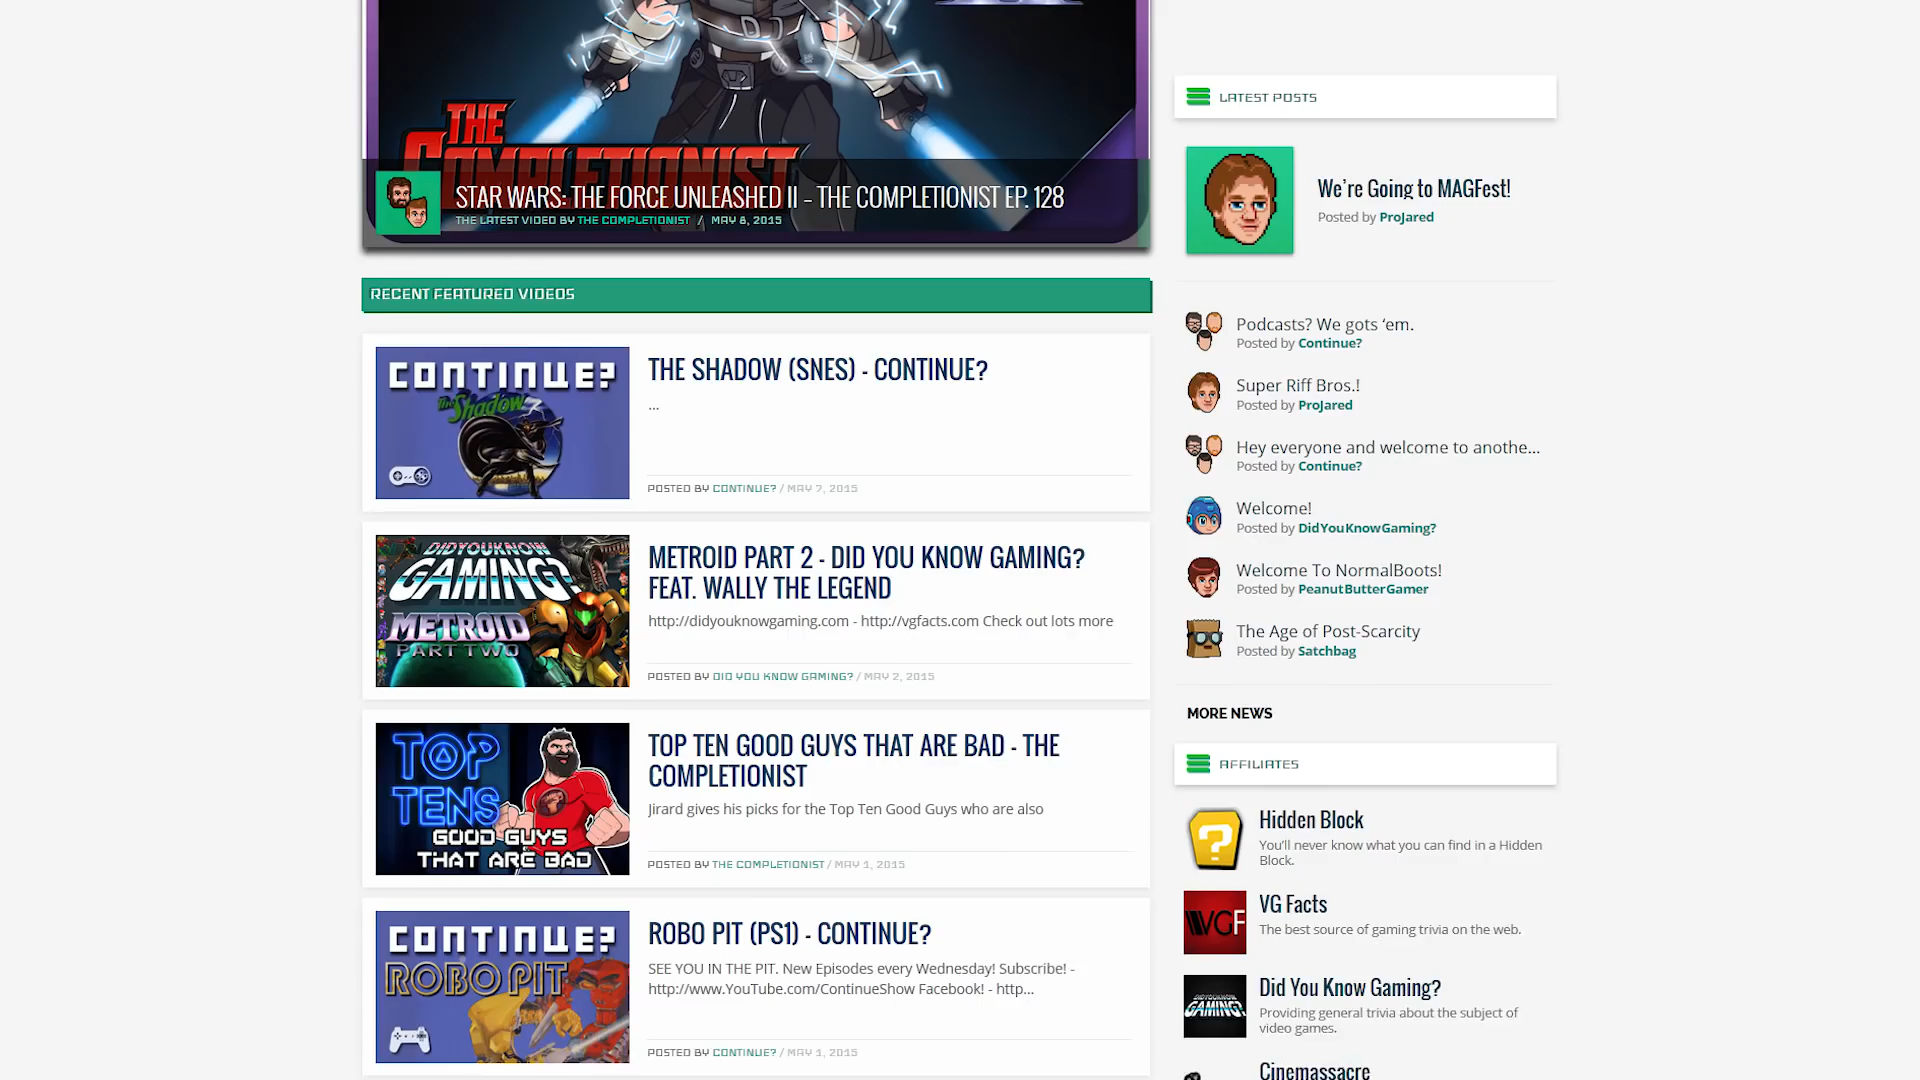 THE
COMPLETIONIST
STAR WARS: THE FORCE UNLEASHED II – THE COMPLETIONIST EP. 128
THE LATEST VIDEO BY THE COMPLETIONIST / MAY 8, 2015
RECENT FEATURED VIDEOS
CONTINUE?
The Shadow
THE SHADOW (SNES) - CONTINUE?
...
POSTED BY CONTINUE? / MAY 7, 2015
DIDYOUKNOW
GAMING?
METROID
PART TWO
METROID PART 2 - DID YOU KNOW GAMING?
FEAT. WALLY THE LEGEND
http://didyouknowgaming.com - http://vgfacts.com Check out lots more
POSTED BY DID YOU KNOW GAMING? / MAY 2, 2015
TOP
TENS
GOOD GUYS
THAT ARE BAD
TOP TEN GOOD GUYS THAT ARE BAD - THE
COMPLETIONIST
Jirard gives his picks for the Top Ten Good Guys who are also
POSTED BY THE COMPLETIONIST / MAY 1, 2015
CONTINUE?
ROBO PIT
ROBO PIT (PS1) - CONTINUE?
SEE YOU IN THE PIT. New Episodes every Wednesday! Subscribe! -
http://www.YouTube.com/ContinueShow Facebook! - http...
POSTED BY CONTINUE? / MAY 1, 2015
LATEST POSTS
We’re Going to MAGFest!
Posted by ProJared
Podcasts? We gots ‘em.
Posted by Continue?
Super Riff Bros.!
Posted by ProJared
Hey everyone and welcome to anothe...
Posted by Continue?
Welcome!
Posted by DidYouKnowGaming?
Welcome To NormalBoots!
Posted by PeanutButterGamer
The Age of Post-Scarcity
Posted by Satchbag
MORE NEWS
AFFILIATES
?
Hidden Block
You’ll never know what you can find in a Hidden
Block.
VGF
VG Facts
The best source of gaming trivia on the web.
DIDYOUKNOW
GAMING?
Did You Know Gaming?
Providing general trivia about the subject of
video games.
Cinemassacre